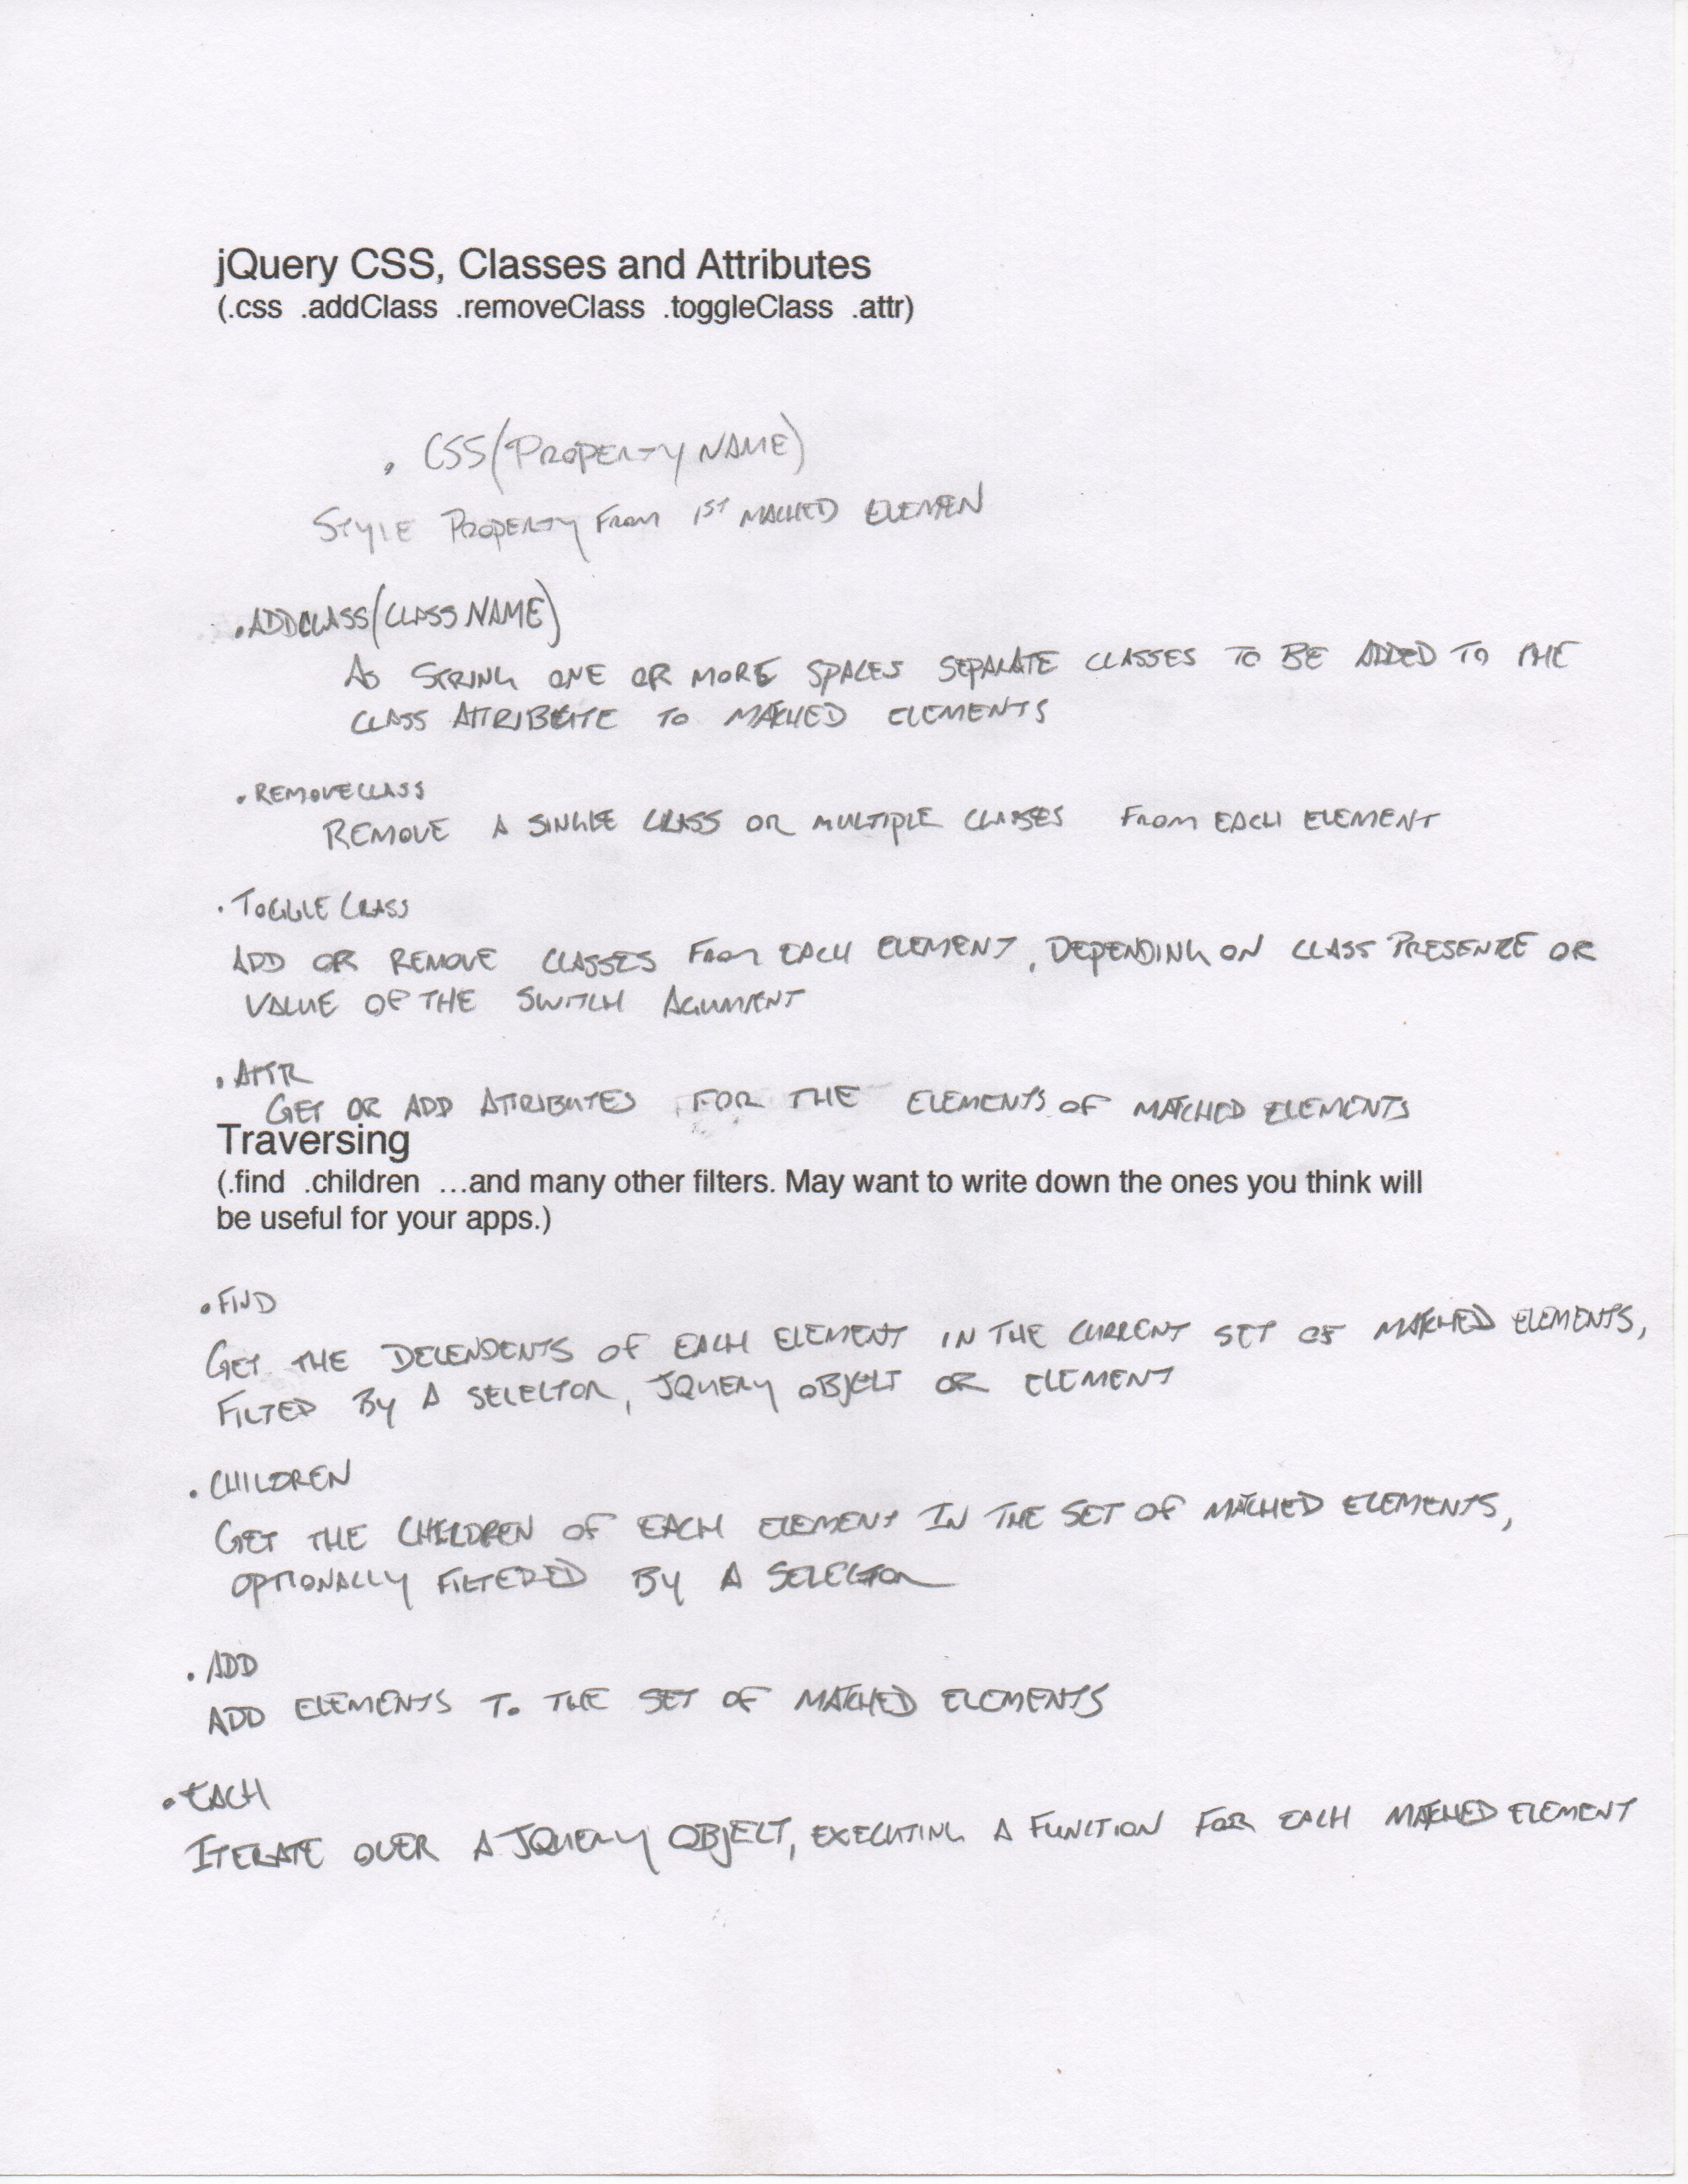 jQuery CSS, Classes and Attributes
(.css .addClass .removeClass .toggleClass .attr)
. CSS(PROPERTY NAME)
STYLE PROPERTY FROM 1ST MACHED ELEMEN
.ADDCLASS(CLASS NAME)
AS STRING ONE OR MORE SPACES SEPARATE CLASSES TO BE ADDED TO THE
CLASS ATTRIBUTE TO MATCHED ELEMENTS
.REMOVECLASS
REMOVE A SINGLE CLASS OR MULTIPLE CLASSES FROM EACH ELEMENT
.TOGGLE CLASS
ADD OR REMOVE CLASSES FROM EACH ELEMENT, DEPENDING ON CLASS PRESENCE OR
VALUE OF THE SWITCH AGUMENT
.ATTR
GET OR ADD ATTRIBUTES FOR THE ELEMENTS OF MATCHED ELEMENTS
Traversing
(.find .children ...and many other filters. May want to write down the ones you think will
be useful for your apps.)
.FIND
GET THE DECENDENTS OF EACH ELEMENT IN THE CURRENT SET OF MATCHED ELEMENTS,
FILTED BY A SELECTOR, JQUERY OBJECT OR ELEMENT
.CHILDREN
GET THE CHILDREN OF EACH ELEMENT IN THE SET OF MATCHED ELEMENTS,
OPTIONALLY FILTERED BY A SELECTOR
.ADD
ADD ELEMENTS TO THE SET OF MATCHED ELEMENTS
.EACH
ITERATE OVER A JQUERY OBJECT, EXECUTING A FUNCTION FOR EACH MATCHED ELEMENT